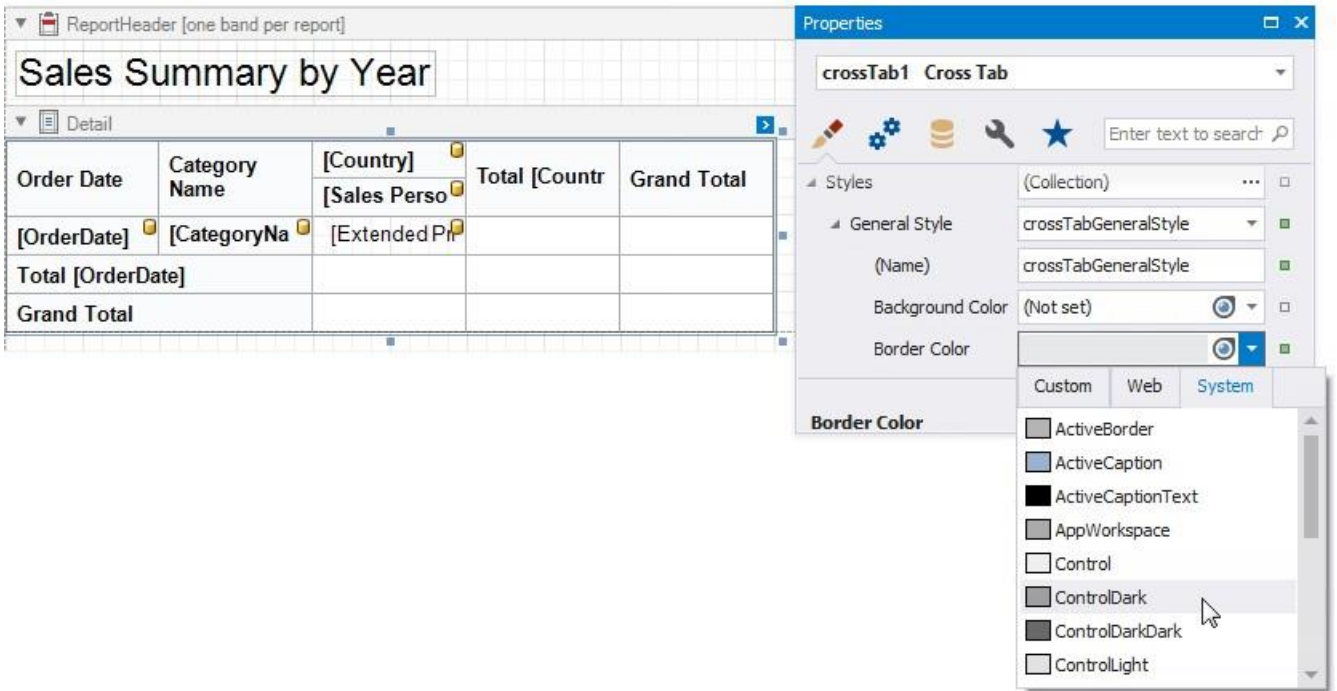 ReportHeader [one band per report]
Sales Summary by Year
Detail
Order Date
Category
Name
[Country]
[Sales Perso
Total [Countr
Grand Total
[OrderDate]
[CategoryNa
[Extended Pri
Total [OrderDate]
Grand Total
Properties
crossTab1 Cross Tab
Enter text to search
Styles (Collection) ...
General Style crossTabGeneralStyle
(Name) crossTabGeneralStyle
Background Color (Not set)
Border Color
Border Color
Custom Web System
ActiveBorder
ActiveCaption
ActiveCaptionText
AppWorkspace
Control
ControlDark
ControlDarkDark
ControlLight